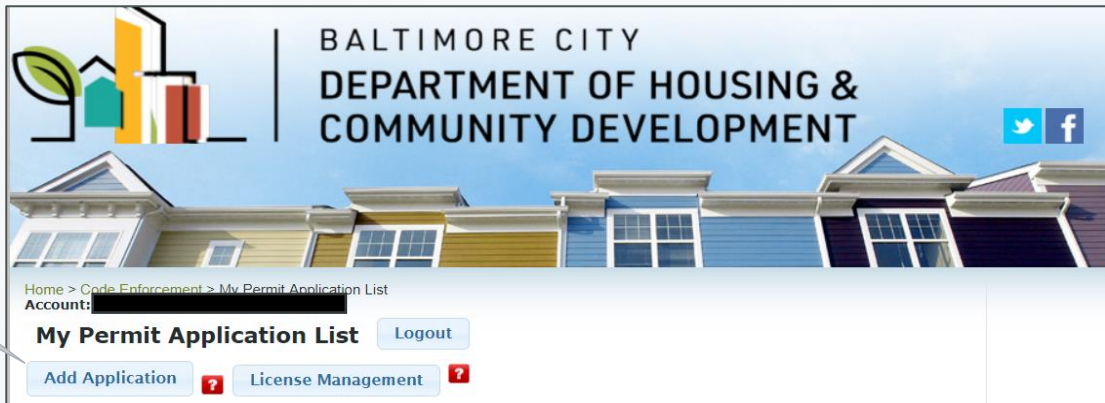 BALTIMORE CITY
DEPARTMENT OF HOUSING &
COMMUNITY DEVELOPMENT
f
Home > Code Enforcement > My Permit Application List
Account:
My Permit Application List Logout
Add Application ? License Management ?